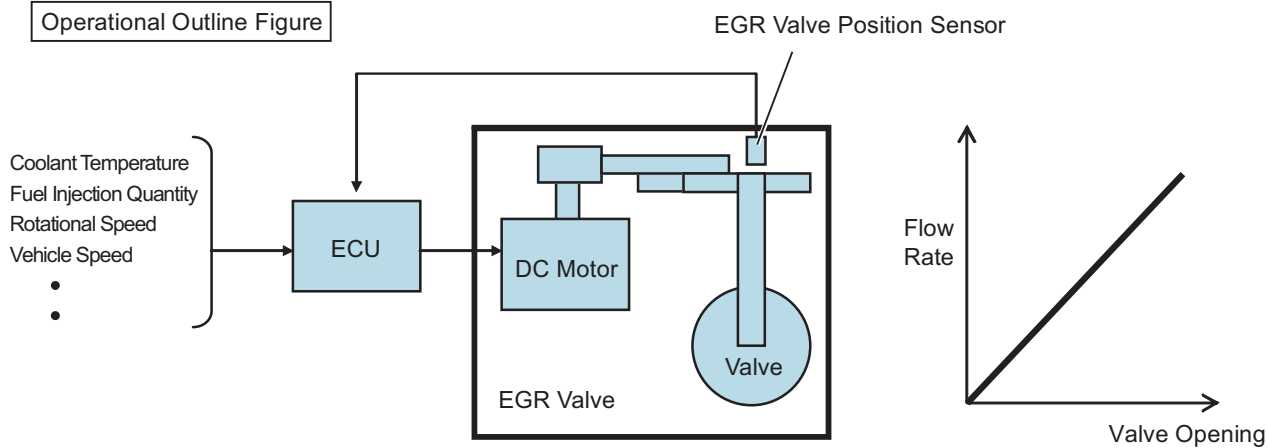 Operational Outline Figure
EGR Valve Position Sensor
Coolant Temperature
Fuel Injection Quantity
Rotational Speed
Vehicle Speed
•
•
ECU
DC Motor
Valve
EGR Valve
Flow
Rate
Valve Opening